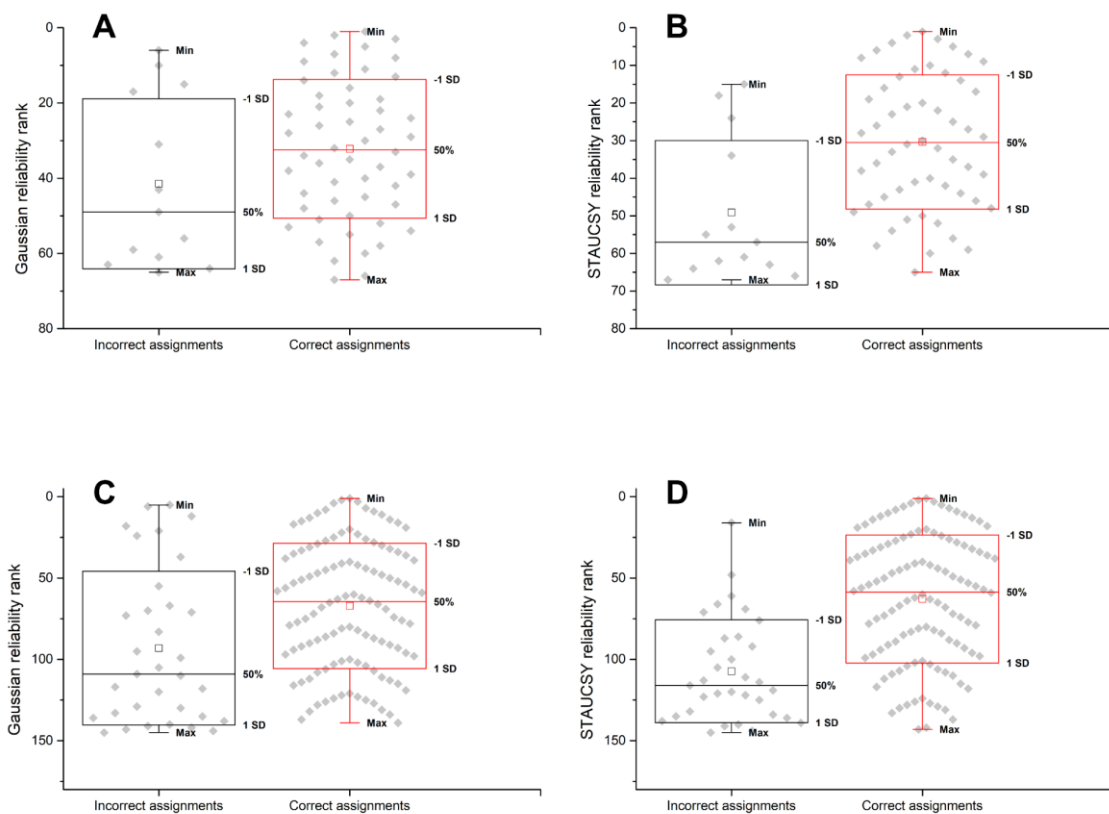 A
0
20
40
60
80
Gaussian reliability rank
Min
-1 SD
50%
1 SD
Max
Min
-1 SD
50%
1 SD
Max
Incorrect assignments
Correct assignments
B
0
10
20
30
40
50
60
70
80
STAUCSY reliability rank
Min
-1 SD
50%
Max
1 SD
Min
-1 SD
50%
1 SD
Max
Incorrect assignments
Correct assignments
C
0
50
100
150
Gaussian reliability rank
Min
-1 SD
50%
1 SD
Max
Min
-1 SD
50%
1 SD
Max
Incorrect assignments
Correct assignments
D
0
50
100
150
STAUCSY reliability rank
Min
-1 SD
50%
1 SD
Max
Min
-1 SD
50%
1 SD
Max
Incorrect assignments
Correct assignments